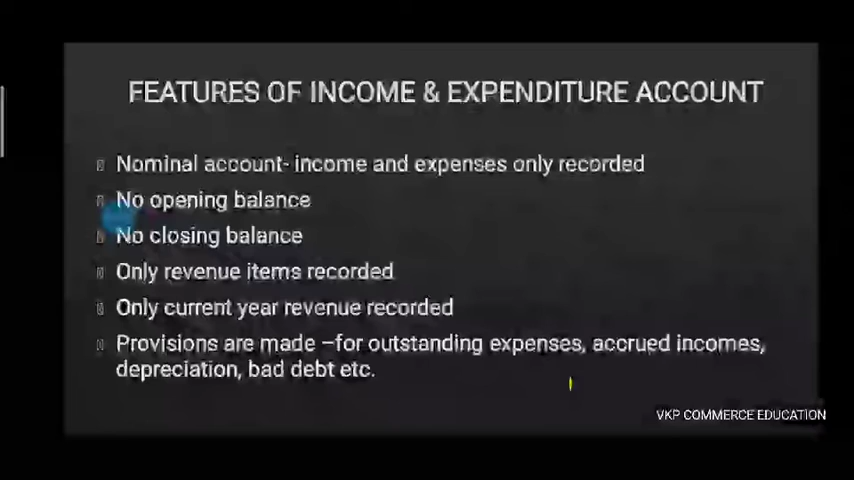 FEATURES OF INCOME & EXPENDITURE ACCOUNT
Nominal account- income and expenses only recorded
No opening balance
No closing balance
Only revenue items recorded
Only current year revenue recorded
Provisions are made –for outstanding expenses, accrued incomes,
depreciation, bad debt etc.
VKP COMMERCE EDUCATION